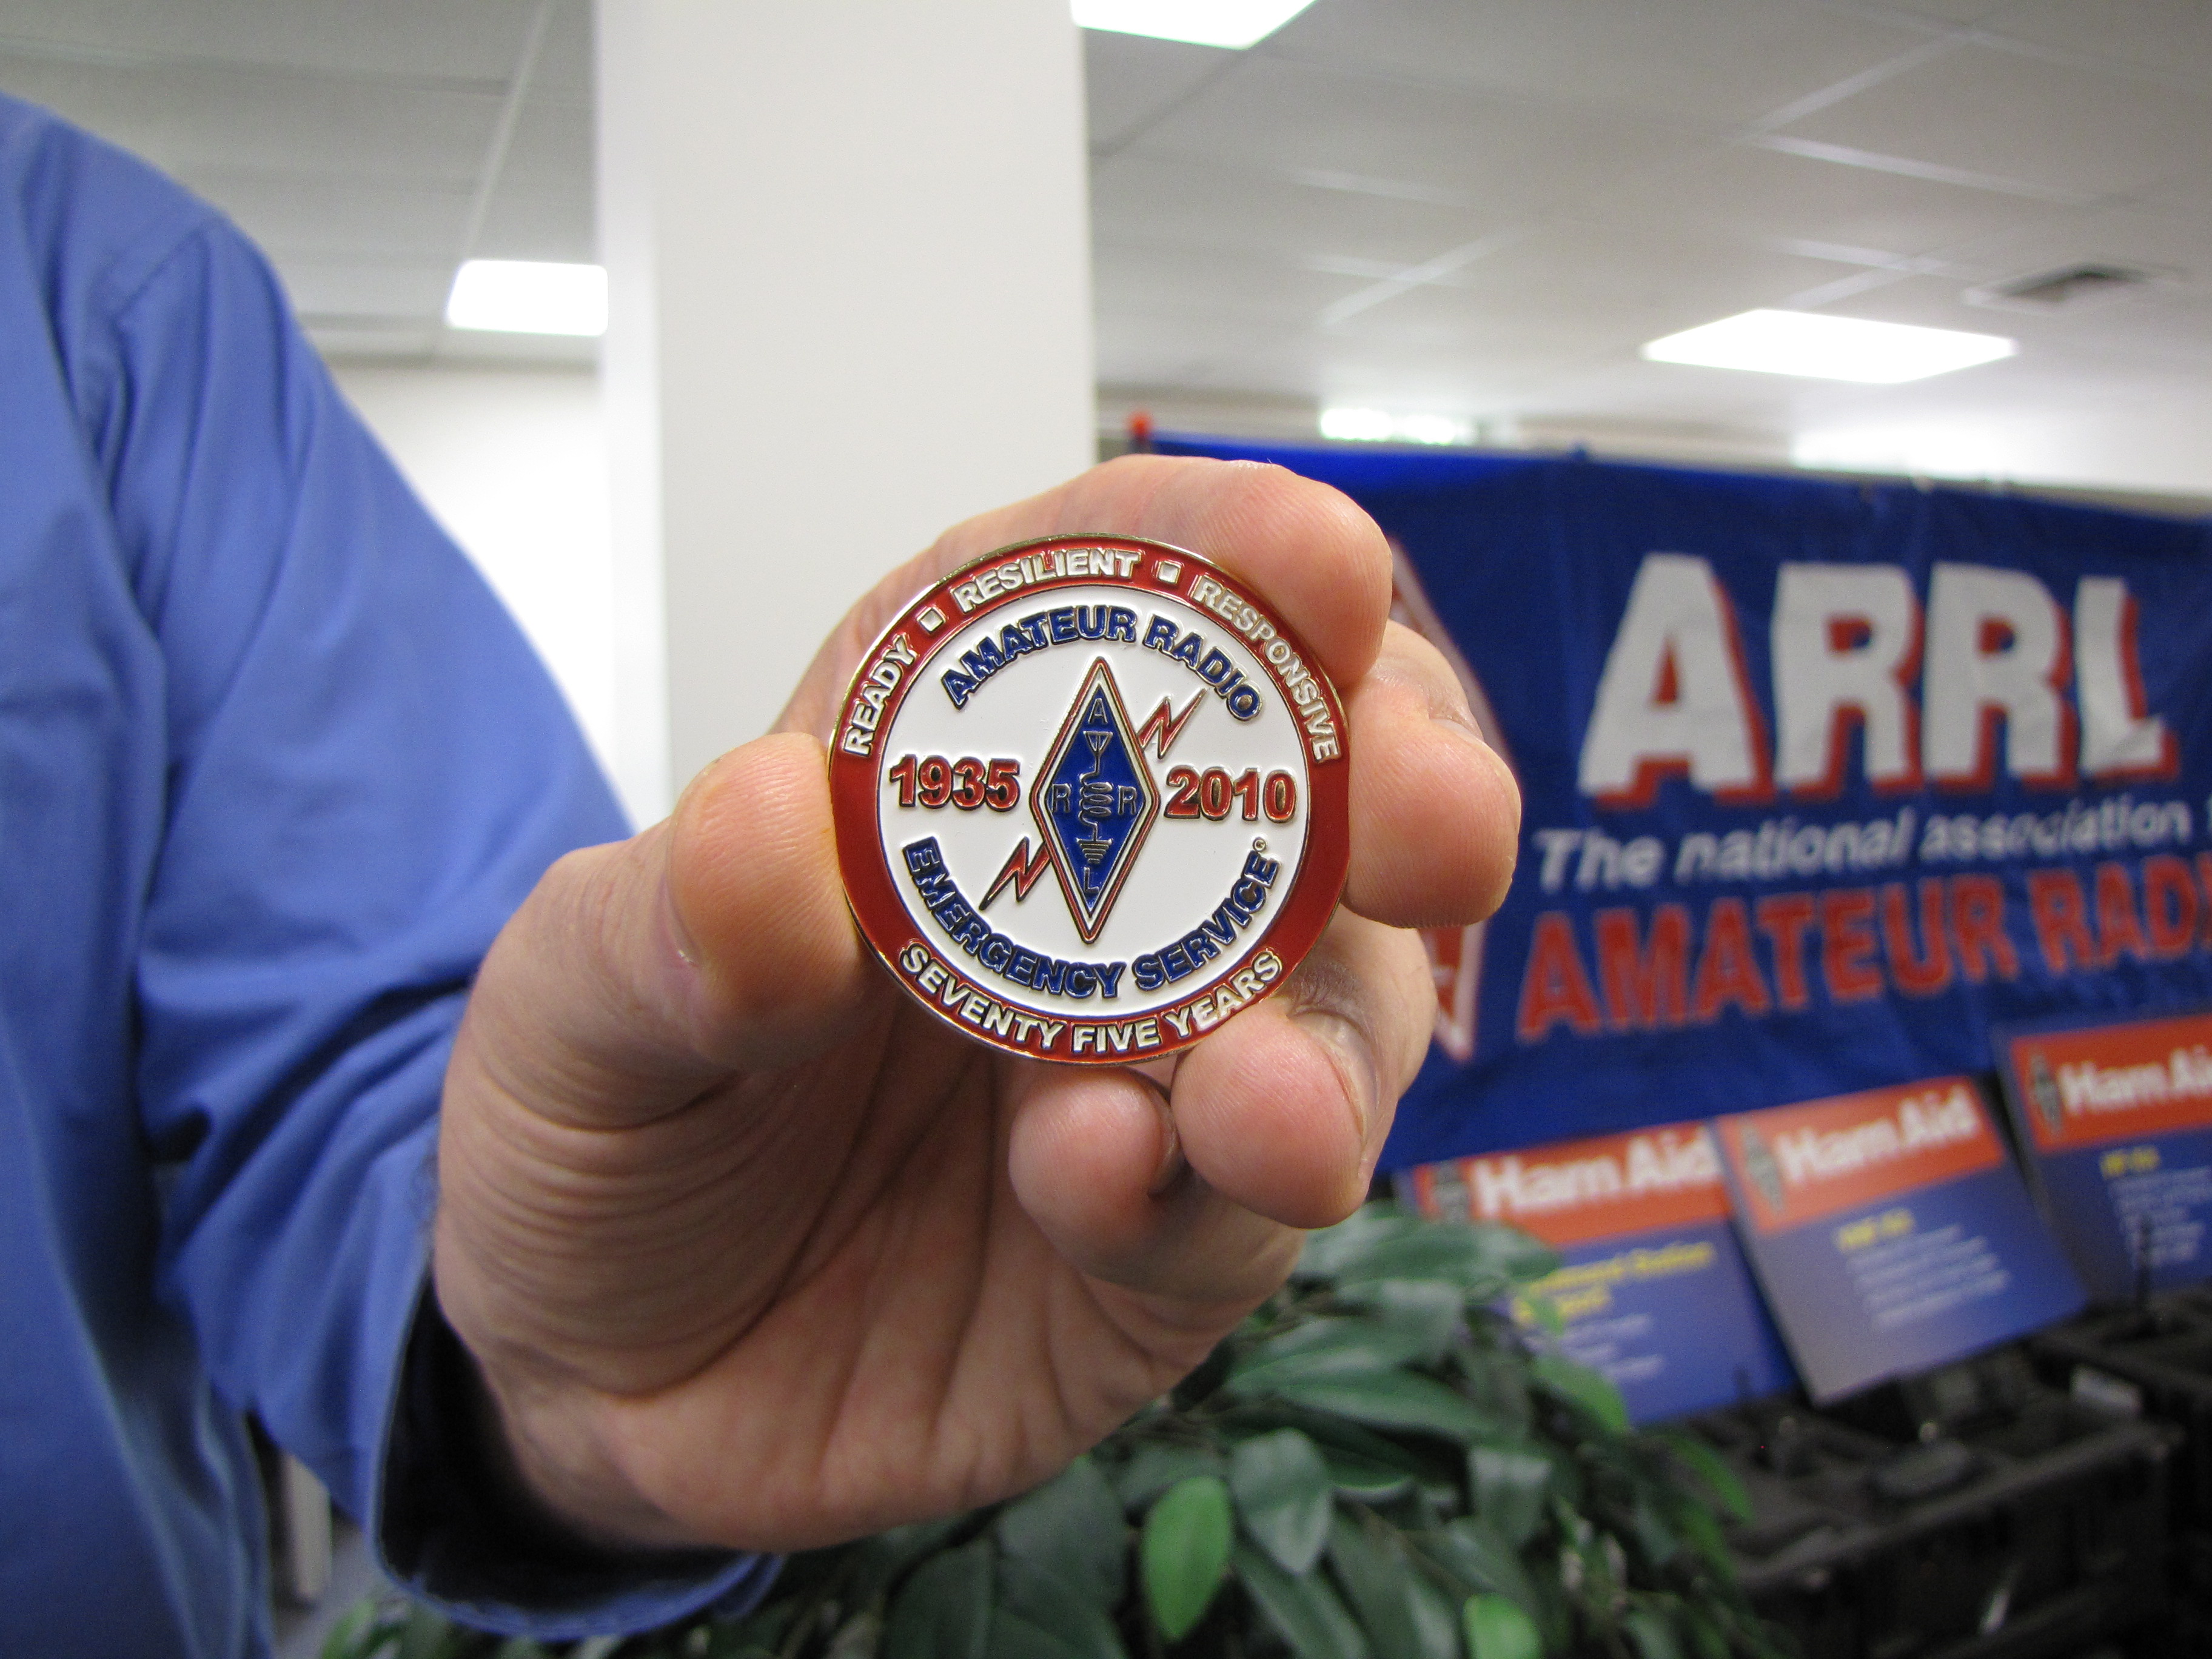 READY ▪ RESILIENT ▪ RESPONSIVE
AMATEUR RADIO
1935 2010
A
R R
L
EMERGENCY SERVICE®
SEVENTY FIVE YEARS
ARRL
The national association
AMATEUR RAD
Ham Aid
Ham Aid
Ham Ai